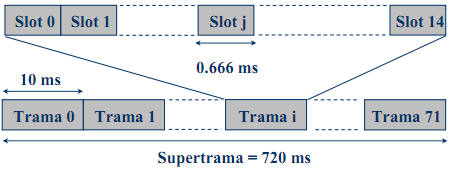 Slot 0 Slot 1 Slot j Slot 14
0.666 ms
10 ms
Trama 0 Trama 1 Trama i Trama 71
Supertrama = 720 ms